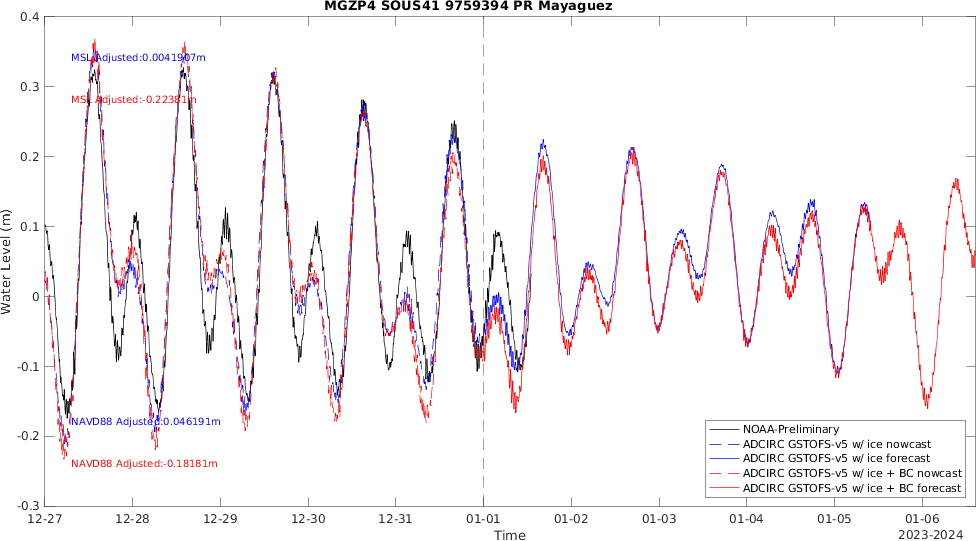 MGZP4 SOUS41 9759394 PR Mayaguez
0.4
0.3
0.2
0.1
0
-0.1
-0.2
-0.3
Water Level (m)
MSL Adjusted:0.0041907m
MSL Adjusted:-0.22381m
NAVD88 Adjusted:0.046191m
NAVD88 Adjusted:-0.18181m
NOAA-Preliminary
ADCIRC GSTOFS-v5 w/ ice nowcast
ADCIRC GSTOFS-v5 w/ ice forecast
ADCIRC GSTOFS-v5 w/ ice + BC nowcast
ADCIRC GSTOFS-v5 w/ ice + BC forecast
12-27 12-28 12-29 12-30 12-31 01-01 01-02 01-03 01-04 01-05 01-06
Time
2023-2024